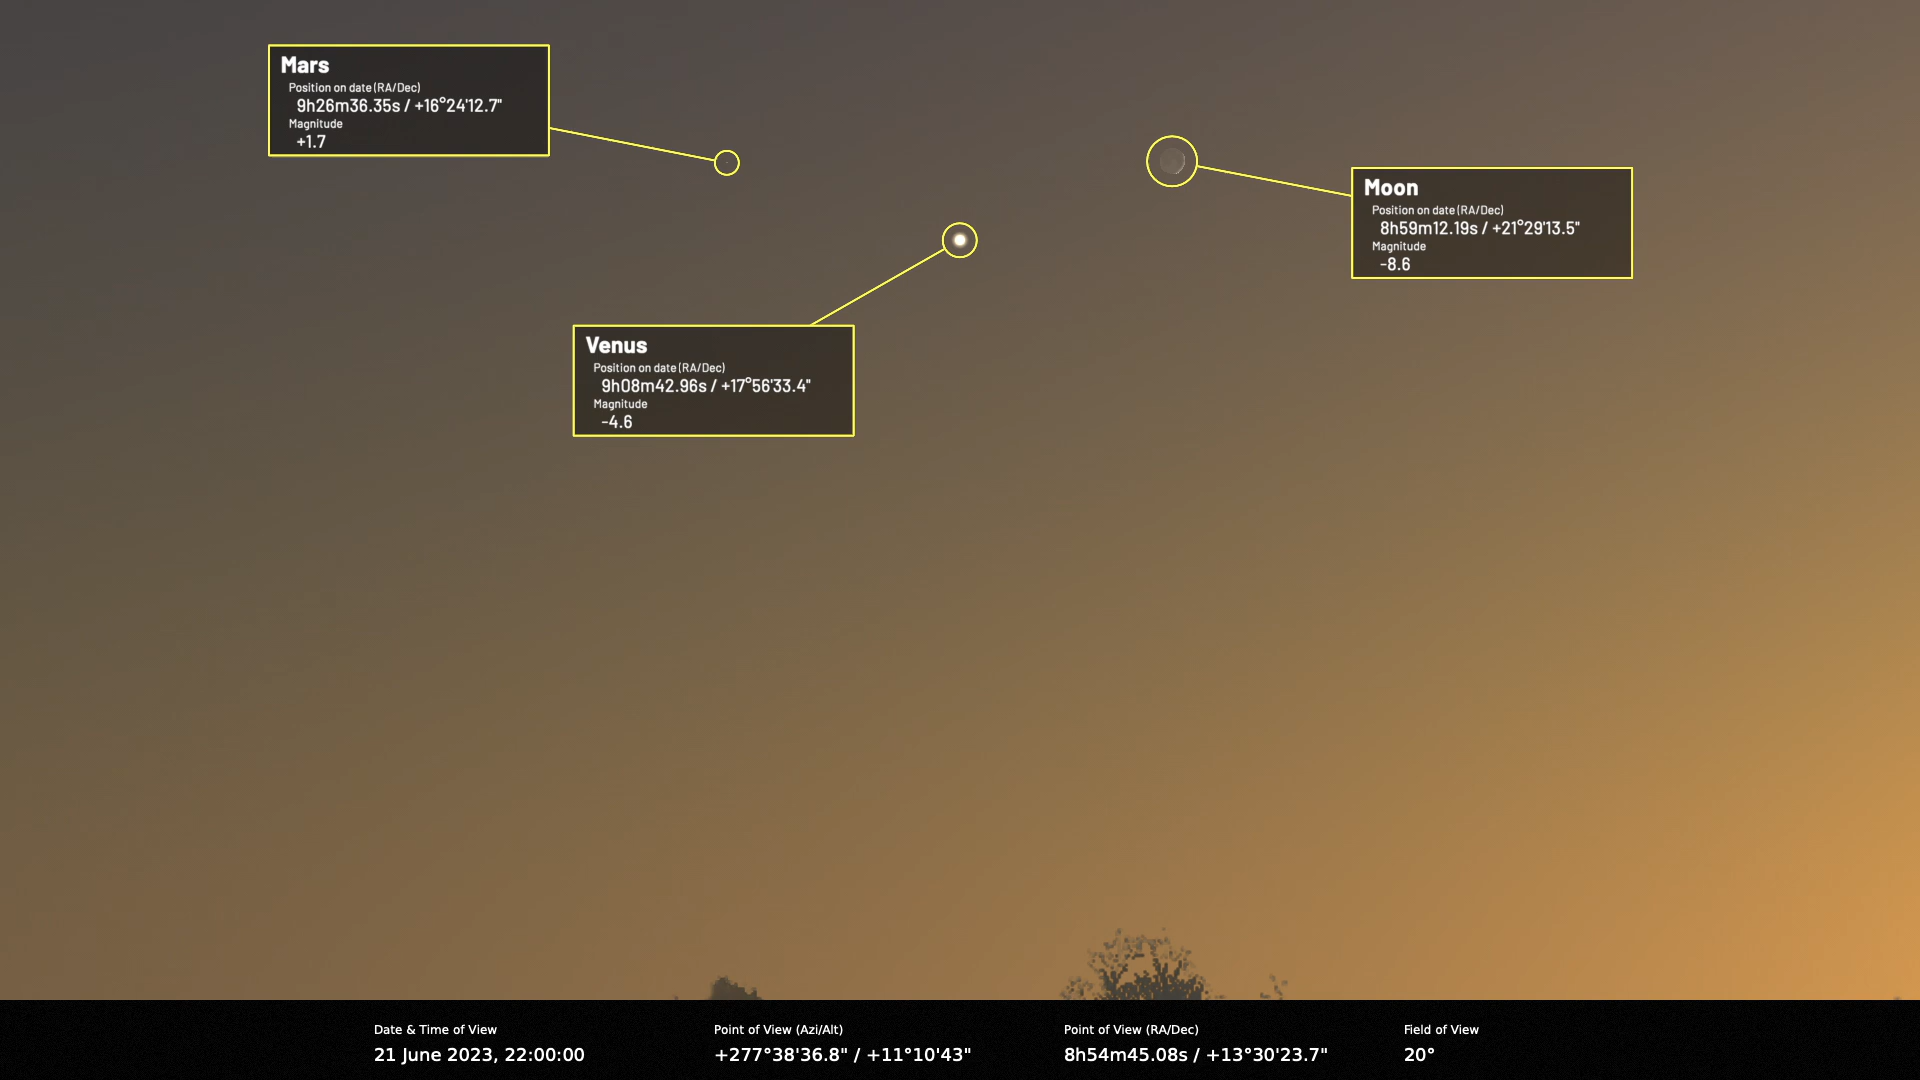 Mars
Position on date (RA/Dec)
9h26m36.35s / +16°24'12.7"
Magnitude
+1.7
Moon
Position on date (RA/Dec)
8h59m12.19s / +21°29'13.5"
Magnitude
-8.6
Venus
Position on date (RA/Dec)
9h08m42.96s / +17°56'33.4"
Magnitude
-4.6
Date & Time of View
21 June 2023, 22:00:00
Point of View (Azi/Alt)
+277°38'36.8" / +11°10'43"
Point of View (RA/Dec)
8h54m45.08s / +13°30'23.7"
Field of View
20°